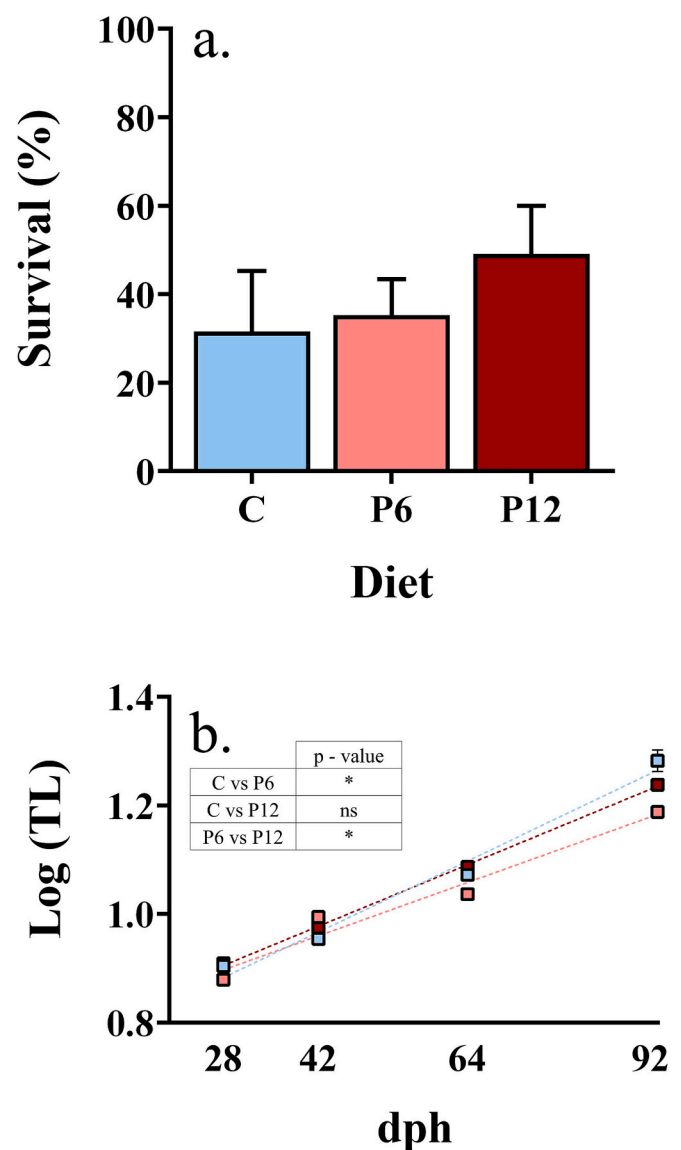 a.
100
80
60
40
20
0
Survival (%)
C P6 P12
Diet
b.
1.4
1.2
1.0
0.8
Log (TL)
p - value
C vs P6 *
C vs P12 ns
P6 vs P12 *
28 42 64 92
dph